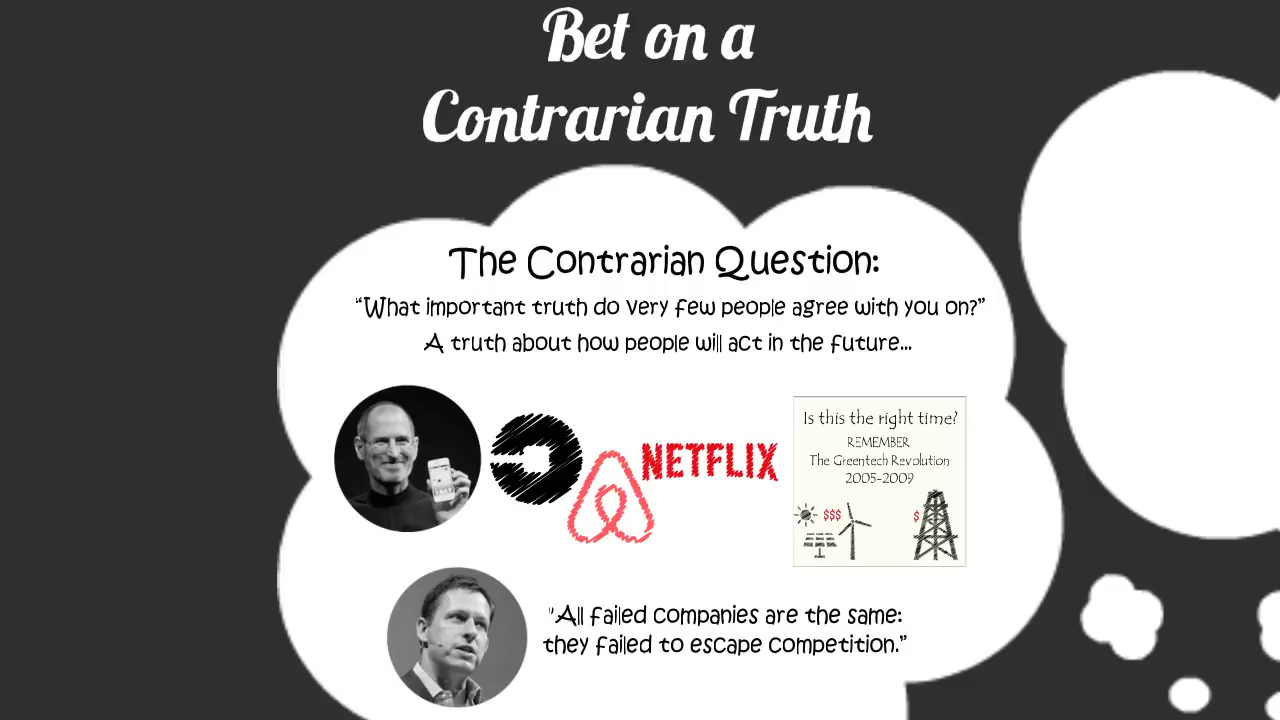 Bet on a
Contrarian Truth
The Contrarian Question:
“What important truth do very few people agree with you on?”
A truth about how people will act in the future...
NETFLIX
Is this the right time?
REMEMBER
The Greentech Revolution
2005-2009
$$$
$
"All failed companies are the same:
they failed to escape competition.”